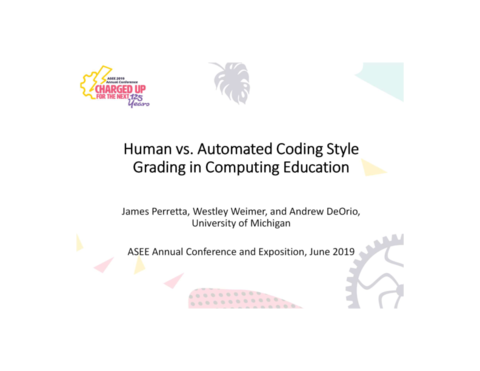 ASEE 2019
Annual Conference
CHARGED UP
FOR THE NEXT 125
Years
Human vs. Automated Coding Style
Grading in Computing Education
James Perretta, Westley Weimer, and Andrew DeOrio,
University of Michigan
ASEE Annual Conference and Exposition, June 2019